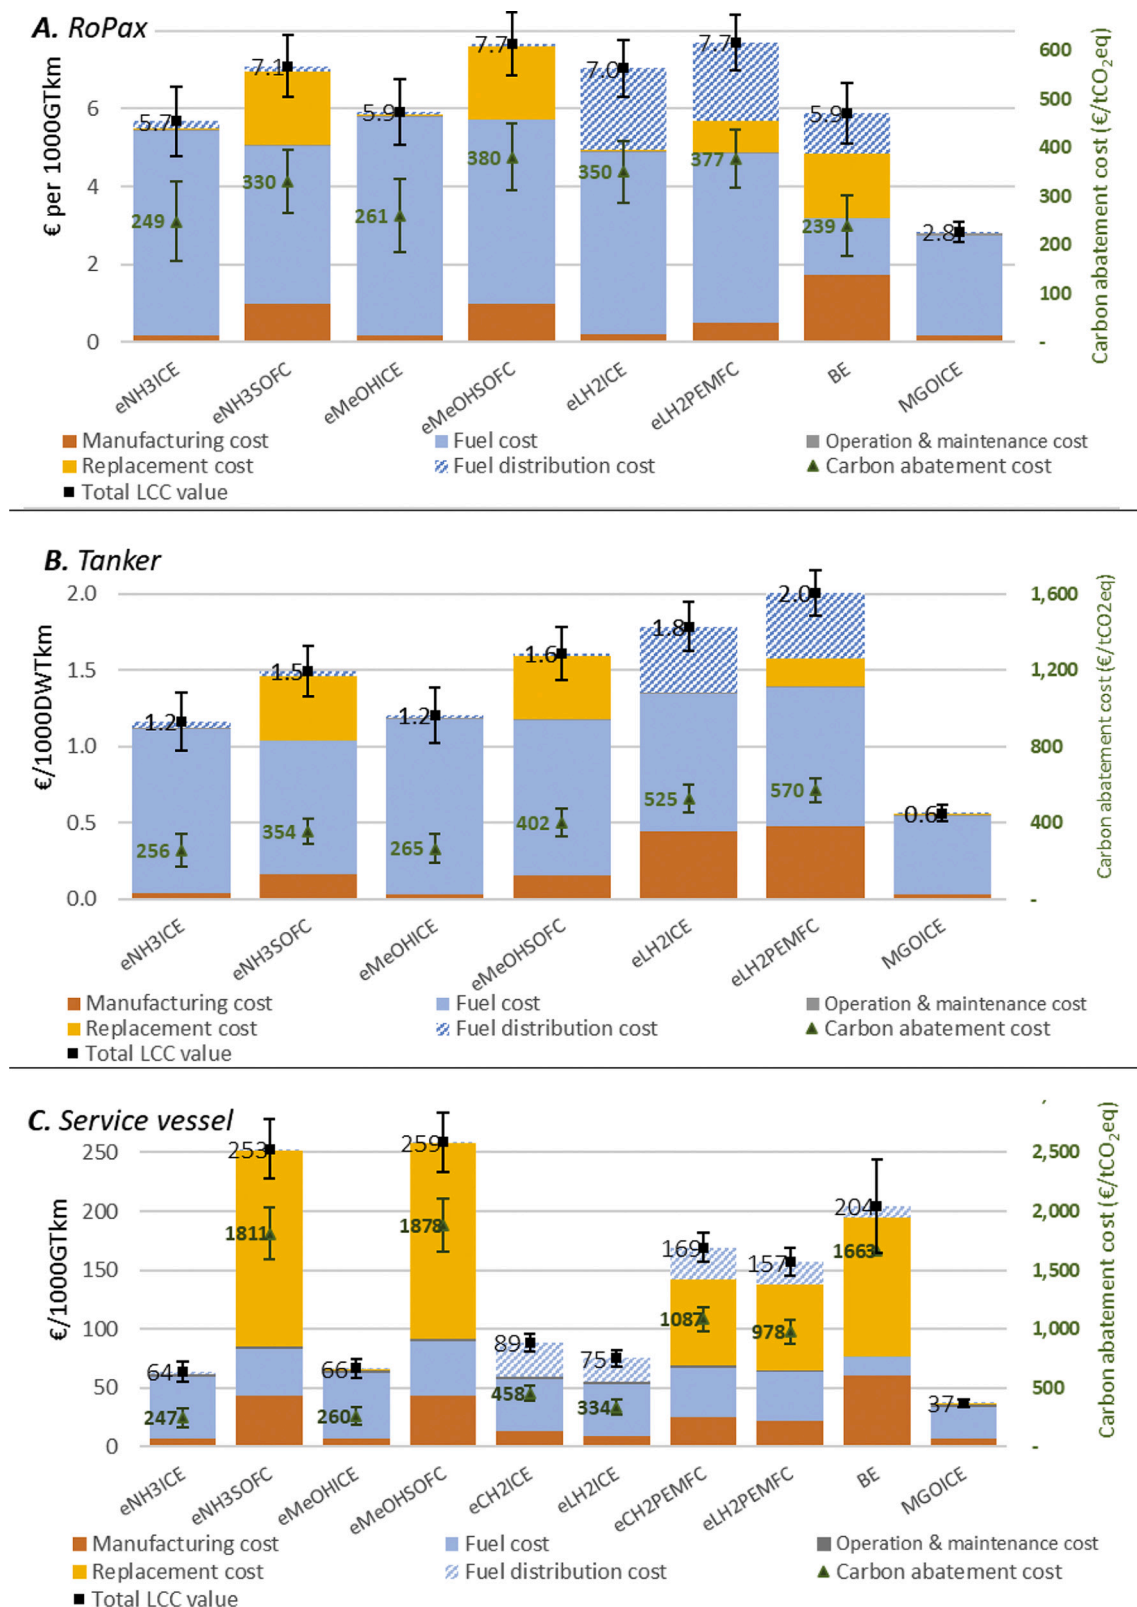 A. RoPax
€ per 1000GTkm
0
2
4
6
-
100
200
300
400
500
600
Carbon abatement cost (€/tCO₂eq)
5.7
7.1
5.9
7.7
7.0
7.7
5.9
2.8
249
330
261
380
350
377
239
eNH3ICE
eNH3SOFC
eMeOHICE
eMeOHSOFC
eLH2ICE
eLH2PEMFC
BE
MGOICE
Manufacturing cost
Fuel cost
Operation & maintenance cost
Replacement cost
Fuel distribution cost
Carbon abatement cost
Total LCC value
B. Tanker
€/1000DWTkm
2.0
1.5
1.0
0.5
0.0
1,600
1,200
800
400
-
Carbon abatement cost (€/tCO2eq)
1.2
1.5
1.2
1.6
1.8
2.0
0.6
256
354
265
402
525
570
eNH3ICE
eNH3SOFC
eMeOHICE
eMeOHSOFC
eLH2ICE
eLH2PEMFC
MGOICE
Manufacturing cost
Fuel cost
Operation & maintenance cost
Replacement cost
Fuel distribution cost
Carbon abatement cost
Total LCC value
C. Service vessel
€/1000GTkm
250
200
150
100
50
0
2,500
2,000
1,500
1,000
500
-
Carbon abatement cost (€/tCO₂eq)
64
253
66
259
89
75
169
157
204
37
247
1811
260
1878
458
334
1087
978
1663
eNH3ICE
eNH3SOFC
eMeOHICE
eMeOHSOFC
eCH2ICE
eLH2ICE
eCH2PEMFC
eLH2PEMFC
BE
MGOICE
Manufacturing cost
Fuel cost
Operation & maintenance cost
Replacement cost
Fuel distribution cost
Carbon abatement cost
Total LCC value